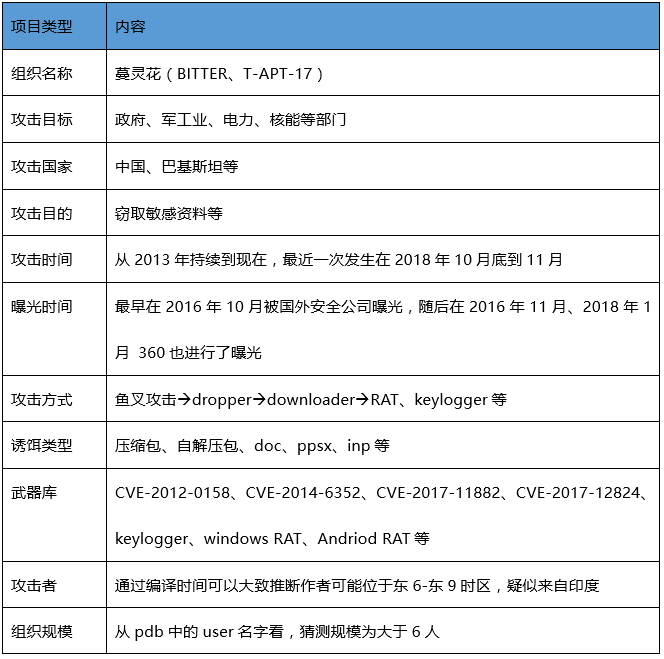 项目类型 内容
组织名称 蔓灵花（BITTER、T-APT-17）
攻击目标 政府、军工业、电力、核能等部门
攻击国家 中国、巴基斯坦等
攻击目的 窃取敏感资料等
攻击时间 从 2013 年持续到现在，最近一次发生在 2018 年 10 月底到 11 月
曝光时间 最早在 2016 年 10 月被国外安全公司曝光，随后在 2016 年 11 月、2018 年 1
月 360 也进行了曝光
攻击方式 鱼叉攻击→dropper→downloader→RAT、keylogger 等
诱饵类型 压缩包、自解压包、doc、ppsx、inp 等
武器库 CVE-2012-0158、CVE-2014-6352、CVE-2017-11882、CVE-2017-12824、
keylogger、windows RAT、Andriod RAT 等
攻击者 通过编译时间可以大致推断作者可能位于东 6-东 9 时区，疑似来自印度
组织规模 从 pdb 中的 user 名字看，猜测规模为大于 6 人